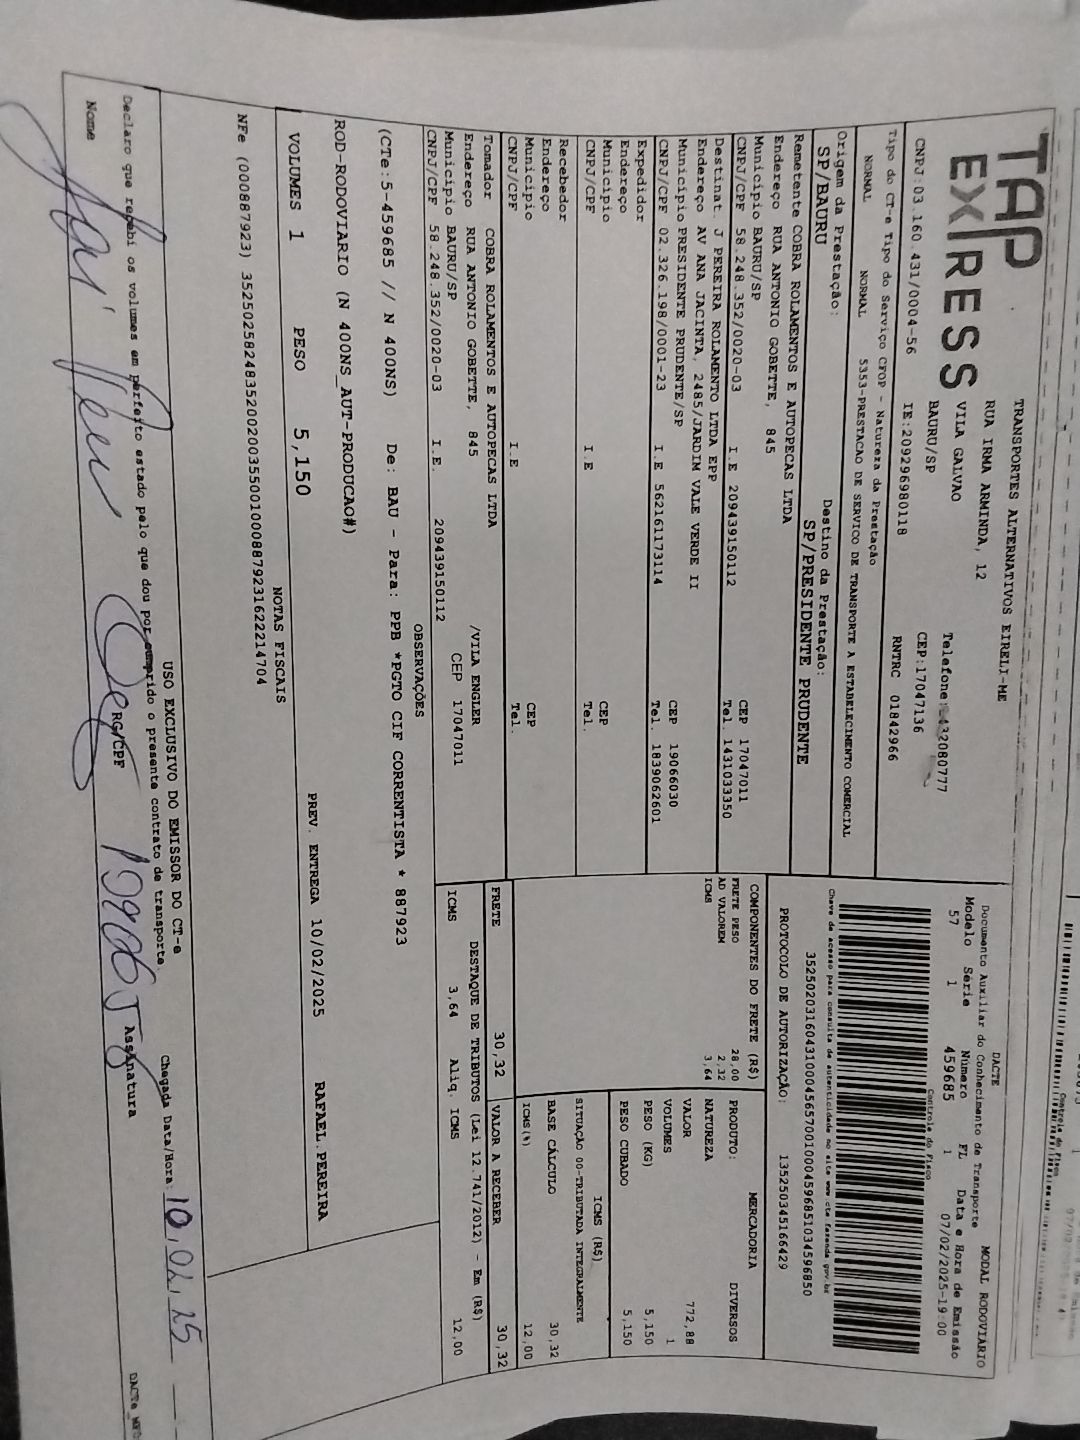 TAP
EXPRESS
TRANSPORTES ALTERNATIVOS EIRELI-ME
RUA IRMA ARMINDA, 12
VILA GALVAO
BAURU/SP
CEP:17047136
CNPJ:03.160.431/0004-56 IE:209296980118 RNTRC 01842966
Tipo do CT-e Tipo do Serviço CFOP - Natureza da Prestação
NORMAL NORMAL 5353-PRESTACAO DE SERVICO DE TRANSPORTE A ESTABELECIMENTO COMERCIAL
Origem da Prestação: Destino da Prestação:
SP/BAURU SP/PRESIDENTE PRUDENTE
Remetente COBRA ROLAMENTOS E AUTOPECAS LTDA
Endereço RUA ANTONIO GOBETTE, 845
Município BAURU/SP CEP 17047011
CNPJ/CPF 58.248.352/0020-03 I.E 209439150112 Tel. 1431033350
Destinat. J PEREIRA ROLAMENTO LTDA EPP
Endereço AV ANA JACINTA, 2485/JARDIM VALE VERDE II
Município PRESIDENTE PRUDENTE/SP CEP 19066030
CNPJ/CPF 02.326.198/0001-23 I.E 562161173114 Tel. 1839062601
Expedidor
Endereço
Município CEP
CNPJ/CPF I.E Tel.
Recebedor
Endereço
Município CEP
CNPJ/CPF I.E Tel.
Tomador COBRA ROLAMENTOS E AUTOPECAS LTDA
Endereço RUA ANTONIO GOBETTE, 845 /VILA ENGLER
Município BAURU/SP CEP 17047011
CNPJ/CPF 58.248.352/0020-03 I.E. 209439150112
DACTE MODAL RODOVIÁRIO
Documento Auxiliar do Conhecimento de Transporte
Modelo Série Número FL Data e Hora de Emissão
57 1 459685 1 07/02/2025-19:00
Controle do Fisco
Chave de acesso para consulta de autenticidade no site www.cte.fazenda.gov.br
35250203160431000456570010004596851034596850
PROTOCOLO DE AUTORIZAÇÃO: 135250345166429
COMPONENTES DO FRETE (R$)
FRETE PESO 28,00
AD VALOREM 2,32
ICMS 3,64
PRODUTO: MERCADORIA
NATUREZA DIVERSOS
VALOR 772,88
VOLUMES 1
PESO (KG) 5,150
PESO CUBADO 5,150
ICMS (R$)
SITUAÇÃO 00-TRIBUTADA INTEGRALMENTE
BASE CÁLCULO 30,32
ICMS(%) 12,00
FRETE 30,32 VALOR A RECEBER 30,32
DESTAQUE DE TRIBUTOS (Lei 12.741/2012) - Em (R$)
ICMS 3,64 Aliq. ICMS 12,00
OBSERVAÇÕES
(CTe:5-459685 // N 400NS) De: BAU - Para: PPB *PGTO CIF CORRENTISTA * 887923
ROD-RODOVIARIO (N 400NS_AUT-PRODUCAO#)
VOLUMES 1 PESO 5,150 PREV. ENTREGA 10/02/2025 RAFAEL PEREIRA
NOTAS FISCAIS
NFe (000887923) 35250258248352002003550010008879231622214704
USO EXCLUSIVO DO EMISSOR DO CT-e
Declaro que recebi os volumes em perfeito estado pelo que dou por cumprido o presente contrato de transporte.
Chegada Data/Hora:
Nome RG/CPF Assinatura